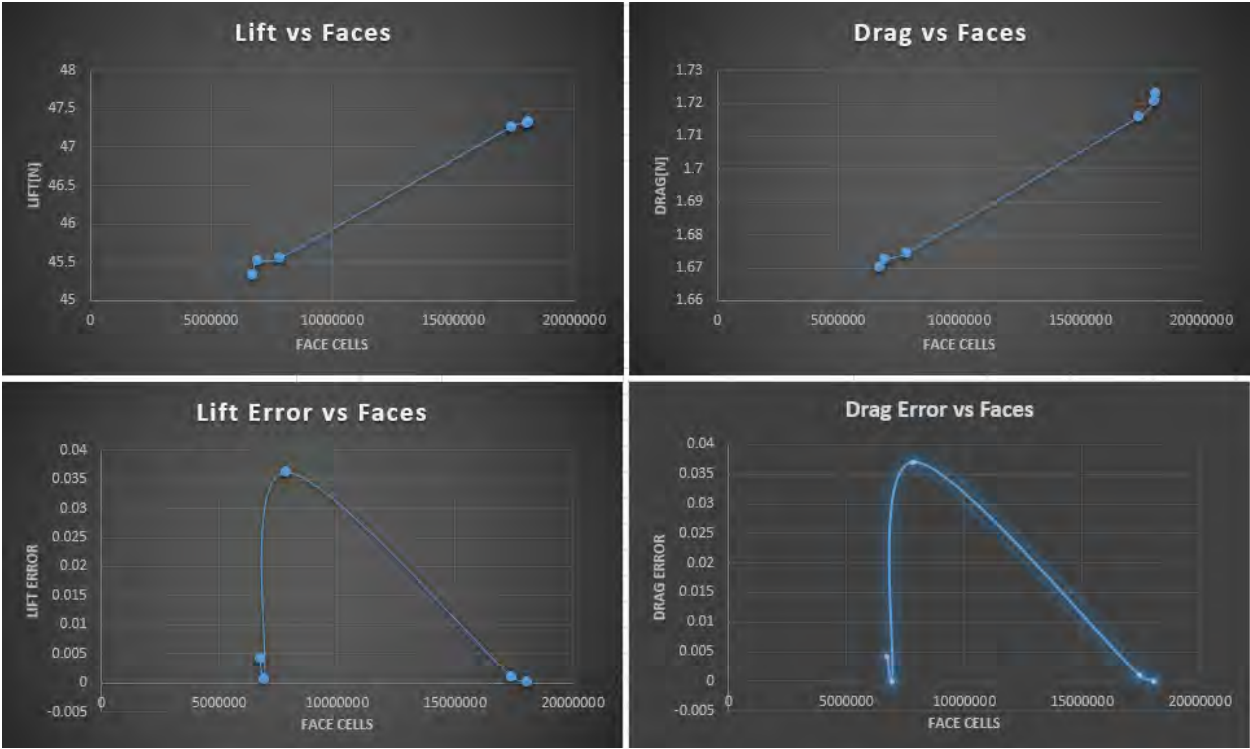 Lift vs Faces
48
47.5
47
46.5
46
45.5
45
LIFT[N]
0 5000000 10000000 15000000 20000000
FACE CELLS
Drag vs Faces
1.73
1.72
1.71
1.7
1.69
1.68
1.67
1.66
DRAG[N]
0 5000000 10000000 15000000 20000000
FACE CELLS
Lift Error vs Faces
0.04
0.035
0.03
0.025
0.02
0.015
0.01
0.005
0
-0.005
LIFT ERROR
0 5000000 10000000 15000000 20000000
FACE CELLS
Drag Error vs Faces
0.04
0.035
0.03
0.025
0.02
0.015
0.01
0.005
0
-0.005
DRAG ERROR
0 5000000 10000000 15000000 20000000
FACE CELLS